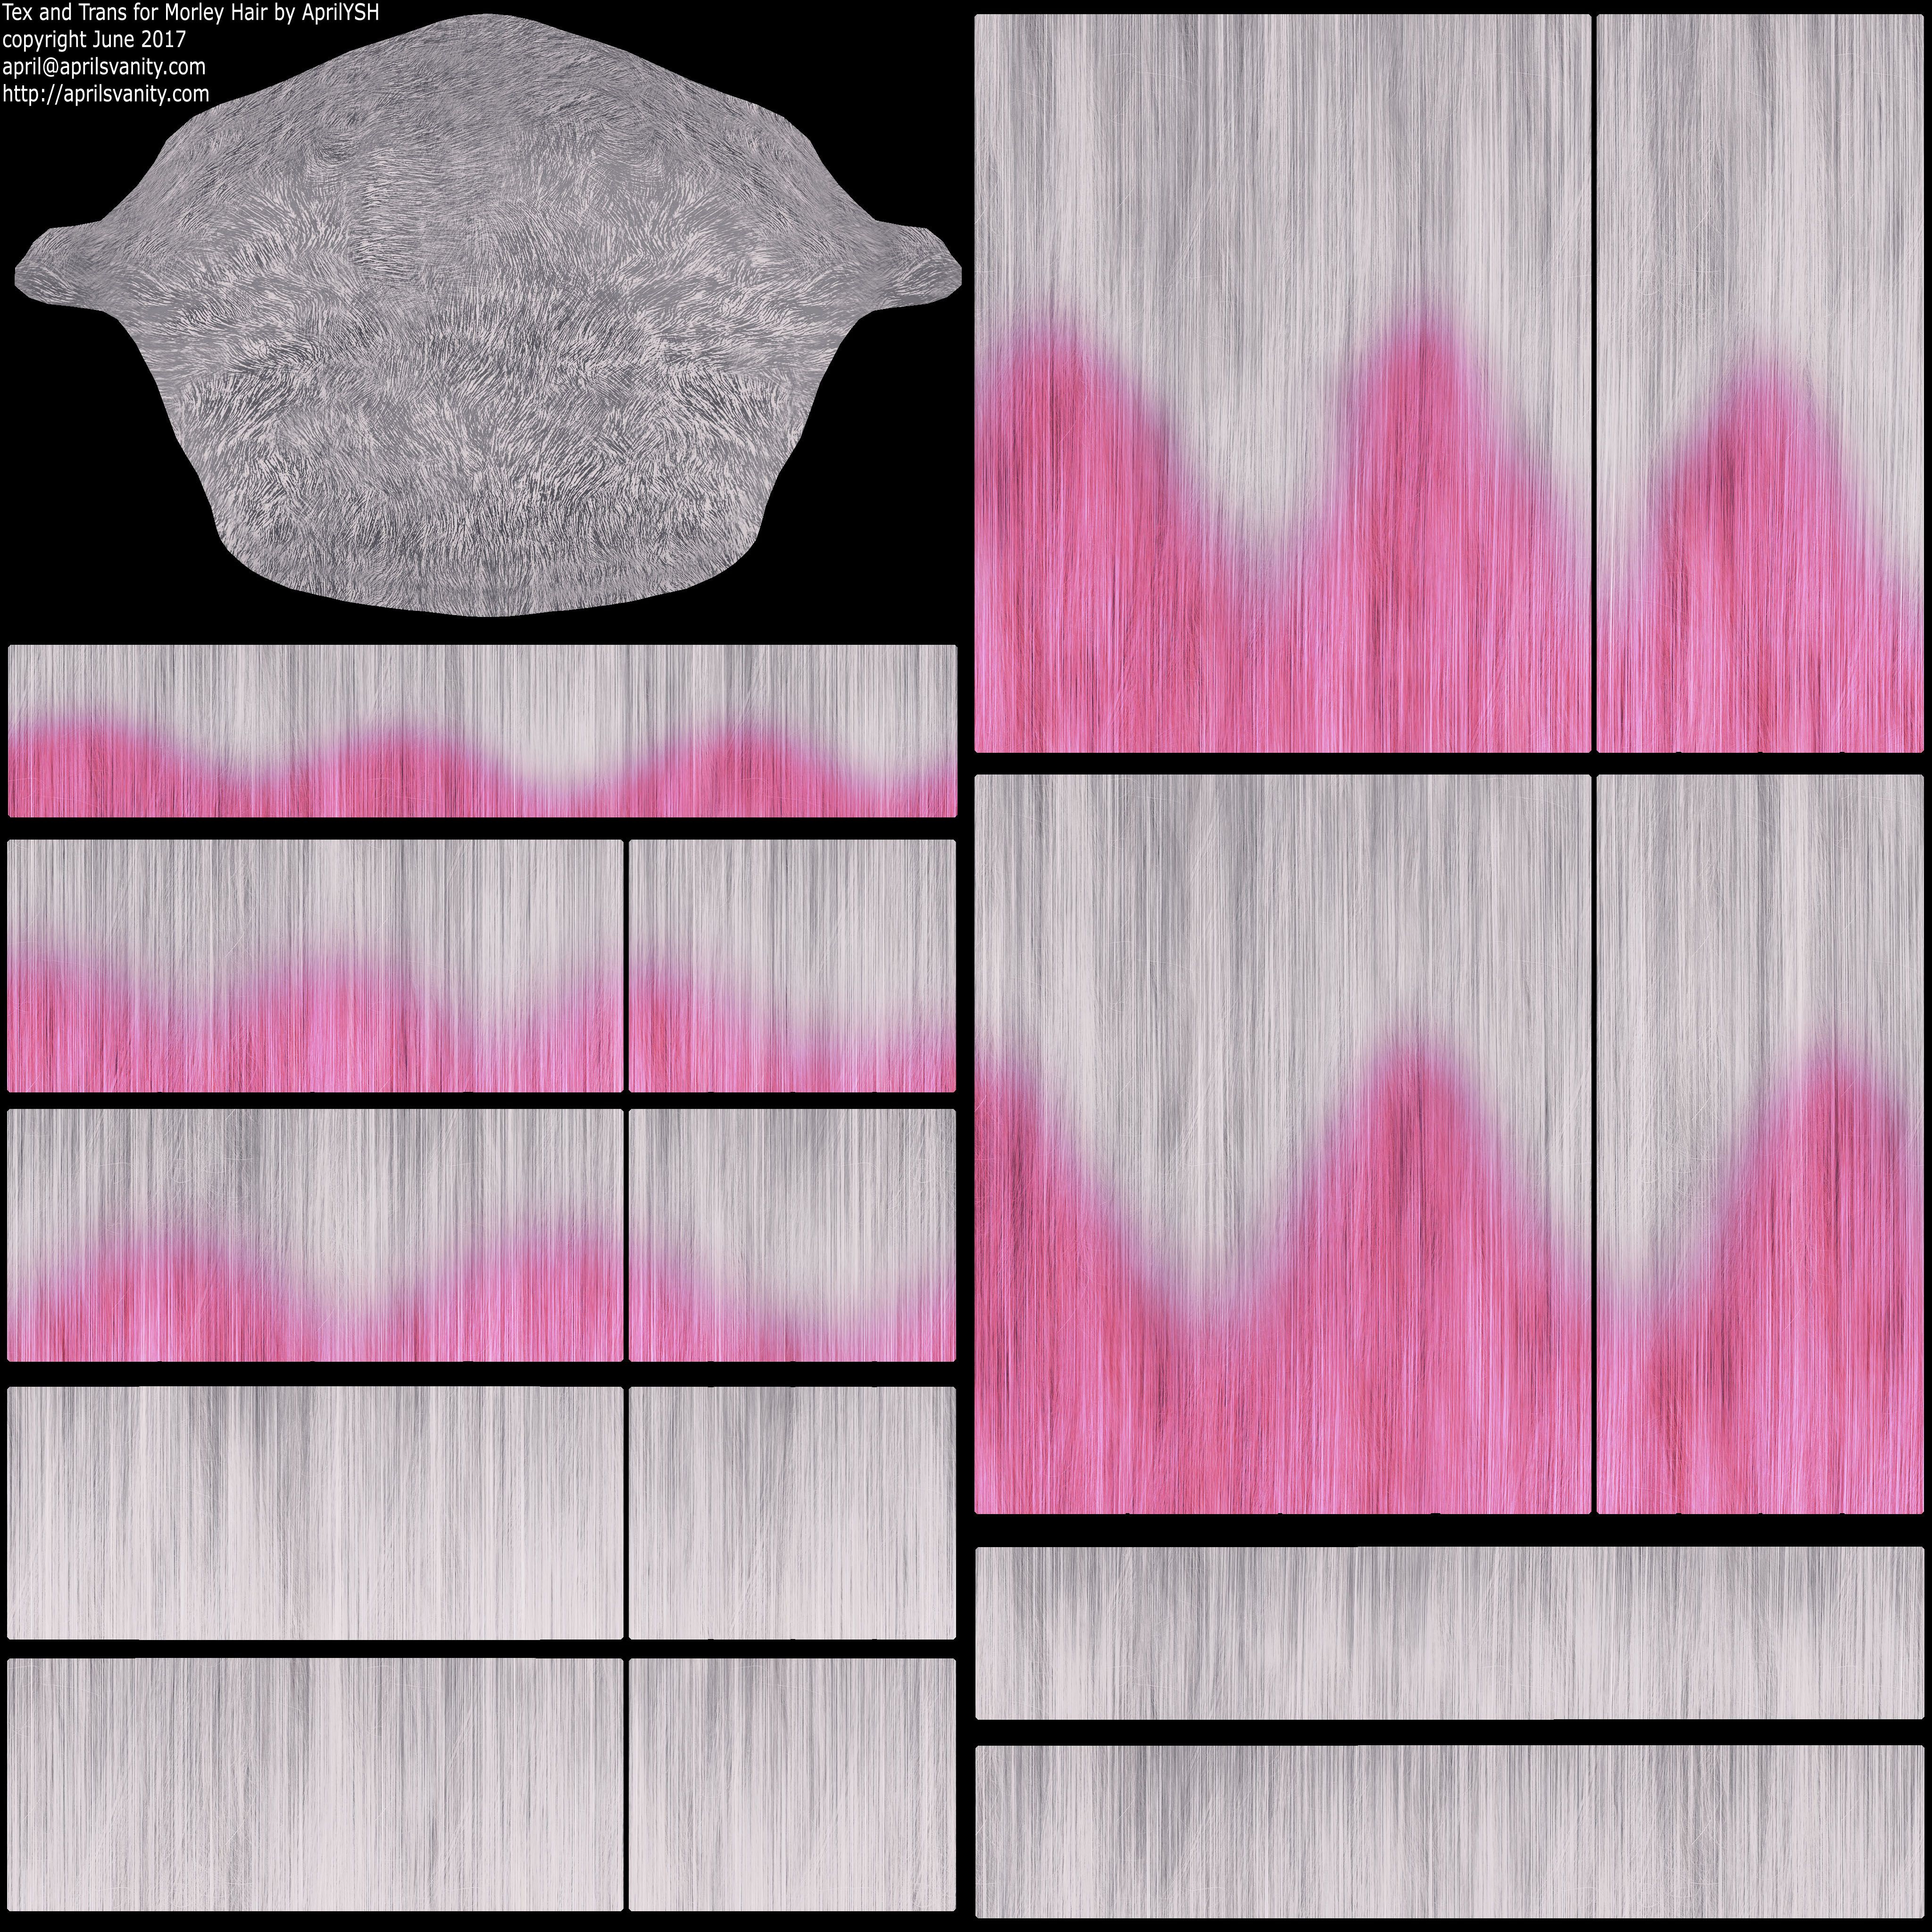 Tex and Trans for Morley Hair by AprilYSH
copyright June 2017
april@aprilsvanity.com
http://aprilsvanity.com